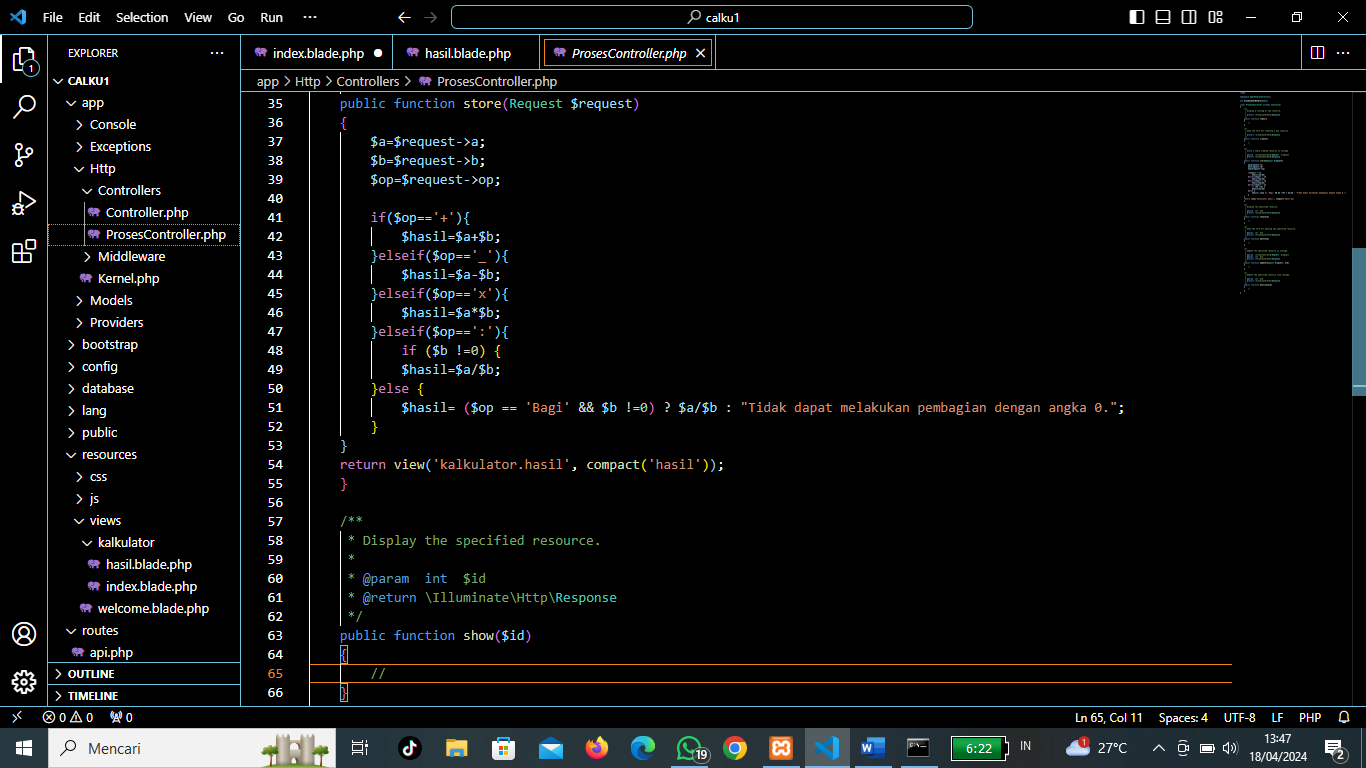 File Edit Selection View Go Run ··· calku1
EXPLORER ···
index.blade.php
hasil.blade.php
ProsesController.php
CALKU1
app > Http > Controllers > ProsesController.php
app
Console
Exceptions
Http
Controllers
Controller.php
ProsesController.php
Middleware
Kernel.php
Models
Providers
bootstrap
config
database
lang
public
resources
css
js
views
kalkulator
hasil.blade.php
index.blade.php
welcome.blade.php
routes
api.php
OUTLINE
TIMELINE
1
35 public function store(Request $request)
36 {
37 $a=$request->a;
38 $b=$request->b;
39 $op=$request->op;
40
41 if($op=='+'){
42 $hasil=$a+$b;
43 }elseif($op=='_'){
44 $hasil=$a-$b;
45 }elseif($op=='x'){
46 $hasil=$a*$b;
47 }elseif($op==':'){
48 if ($b !=0) {
49 $hasil=$a/$b;
50 }else {
51 $hasil= ($op == 'Bagi' && $b !=0) ? $a/$b : "Tidak dapat melakukan pembagian dengan angka 0.";
52 }
53 }
54 return view('kalkulator.hasil', compact('hasil'));
55 }
56
57 /**
58 * Display the specified resource.
59 *
60 * @param int $id
61 * @return \Illuminate\Http\Response
62 */
63 public function show($id)
64 {
65 //
66 }
0 0 0 Ln 65, Col 11 Spaces: 4 UTF-8 LF PHP
Mencari 19 6:22 IN 1 27°C 13:47
18/04/2024 2